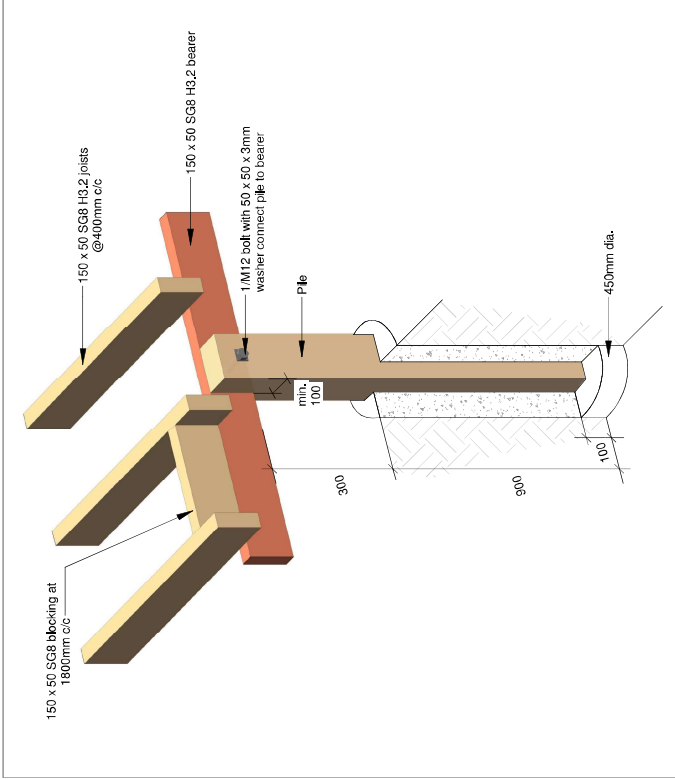 150 x 50 SG8 blocking at
1800mm c/c
150 x 50 SG8 H3.2 joists
@400mm c/c
150 x 50 SG8 H3.2 bearer
1/M12 bolt with 50 x 50 x 3mm
washer connect pile to bearer
Pile
min.
100
300
900
100
450mm dia.